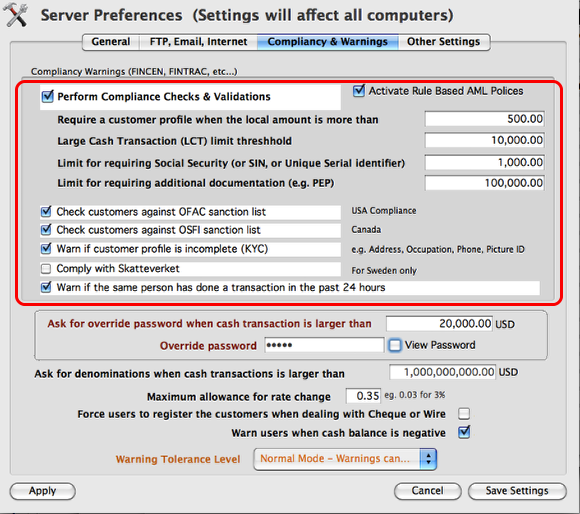 Server Preferences (Settings will affect all computers)
General FTP, Email, Internet Compliancy & Warnings Other Settings
Compliancy Warnings (FINCEN, FINTRAC, etc...)
Perform Compliance Checks & Validations Activate Rule Based AML Polices
Require a customer profile when the local amount is more than 500.00
Large Cash Transaction (LCT) limit threshhold 10,000.00
Limit for requiring Social Security (or SIN, or Unique Serial identifier) 1,000.00
Limit for requiring additional documentation (e.g. PEP) 100,000.00
Check customers against OFAC sanction list USA Compliance
Check customers against OSFI sanction list Canada
Warn if customer profile is incomplete (KYC) e.g. Address, Occupation, Phone, Picture ID
Comply with Skatteverket For Sweden only
Warn if the same person has done a transaction in the past 24 hours
Ask for override password when cash transaction is larger than 20,000.00 USD
Override password ••••• View Password
Ask for denominations when cash transactions is larger than 1,000,000,000.00 USD
Maximum allowance for rate change 0.35 eg. 0.03 for 3%
Force users to register the customers when dealing with Cheque or Wire
Warn users when cash balance is negative
Warning Tolerance Level Normal Mode - Warnings can...
Apply Cancel Save Settings